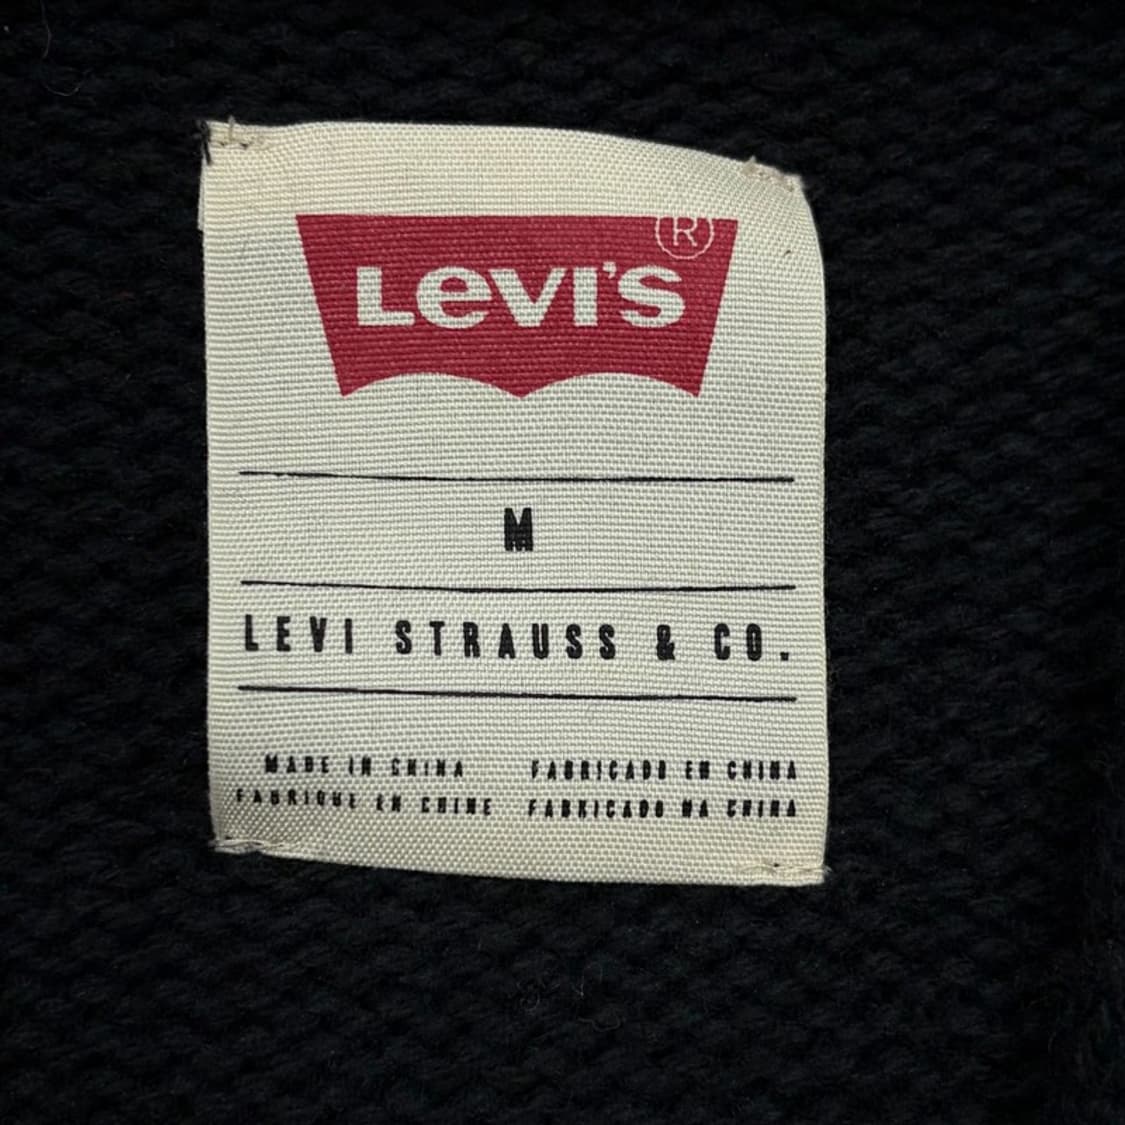 LEVI'S ®
M
LEVI STRAUSS & CO.
MADE IN CHINA FABRICADO EN CHINA
FABRIQUE EN CHINE FABRICADO NA CHINA